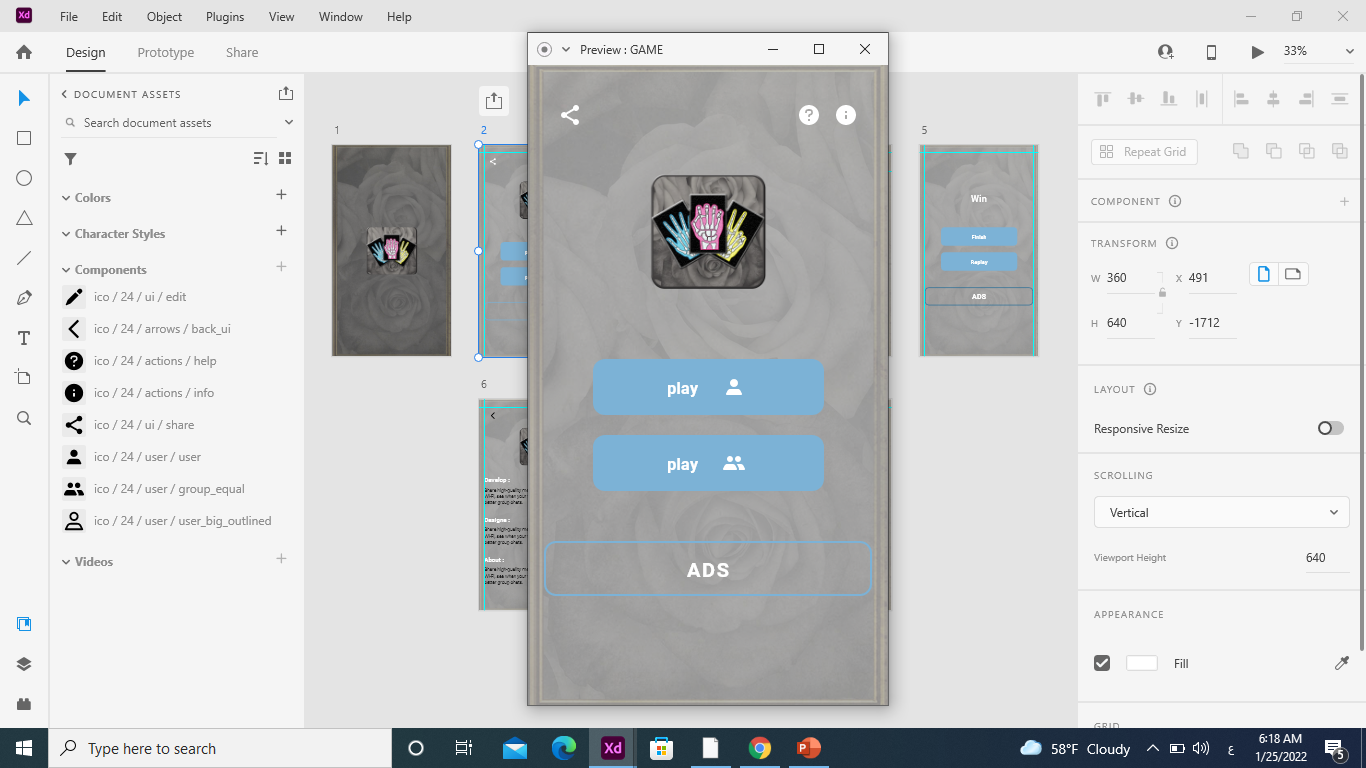 Xd File Edit Object Plugins View Window Help
Design Prototype Share
33%
DOCUMENT ASSETS
Search document assets
Colors
Character Styles
Components
ico / 24 / ui / edit
ico / 24 / arrows / back_ui
ico / 24 / actions / help
ico / 24 / actions / info
ico / 24 / ui / share
ico / 24 / user / user
ico / 24 / user / group_equal
ico / 24 / user / user_big_outlined
Videos
1
2
5
Win
Finish
Replay
ADS
6
Develop :
Designe :
About :
Preview : GAME
play
play
ADS
Repeat Grid
COMPONENT
TRANSFORM
W 360 X 491
H 640 Y -1712
LAYOUT
Responsive Resize
SCROLLING
Vertical
Viewport Height 640
APPEARANCE
Fill
GRID
Type here to search
Xd
58°F Cloudy
ع
6:18 AM
1/25/2022
5